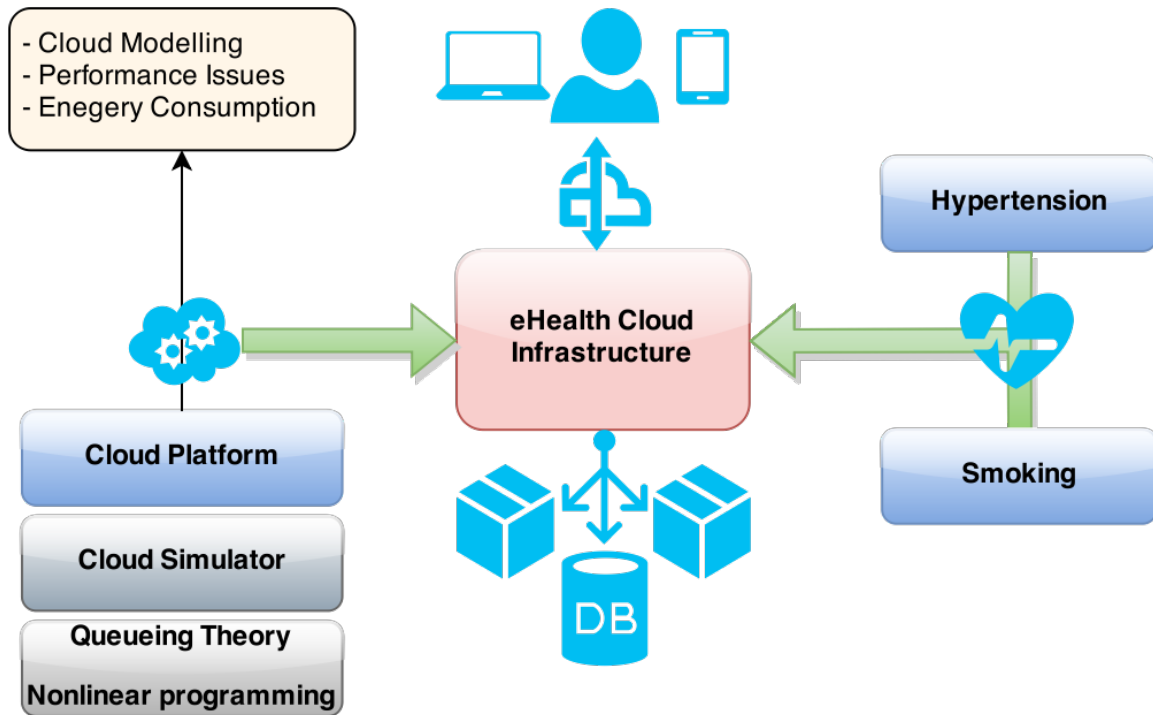 - Cloud Modelling
- Performance Issues
- Enegery Consumption
Hypertension
eHealth Cloud
Infrastructure
Cloud Platform
Smoking
Cloud Simulator
Queueing Theory
Nonlinear programming
DB